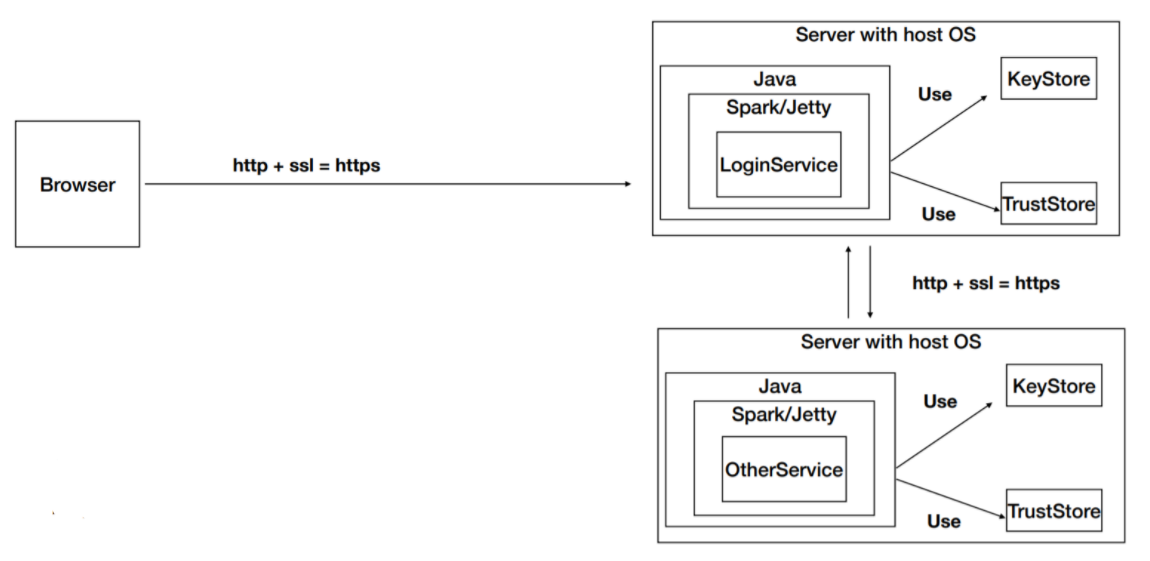 Server with host OS
Java
KeyStore
Use
Spark/Jetty
LoginService
http + ssl = https
Browser
TrustStore
Use
http + ssl = https
Server with host OS
Java
KeyStore
Use
Spark/Jetty
OtherService
TrustStore
Use